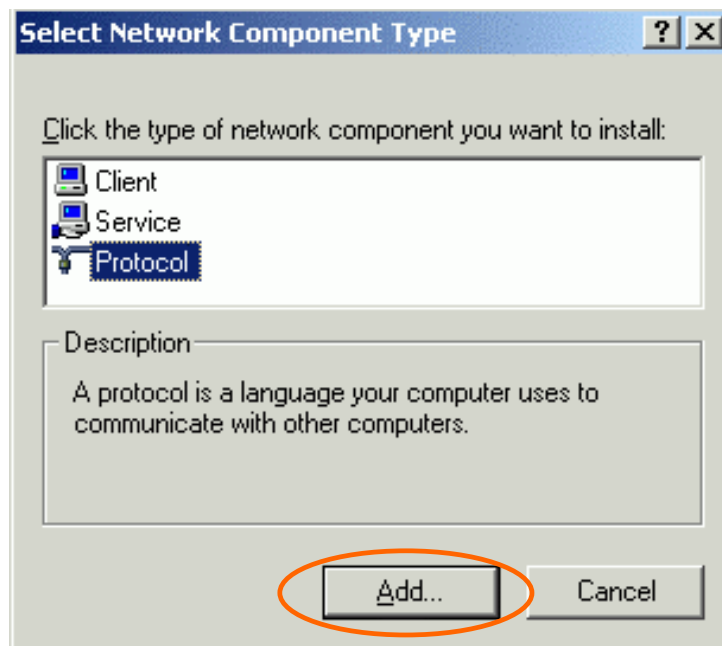 Select Network Component Type
Click the type of network component you want to install:
Client
Service
Protocol
Description
A protocol is a language your computer uses to
communicate with other computers.
Add... Cancel